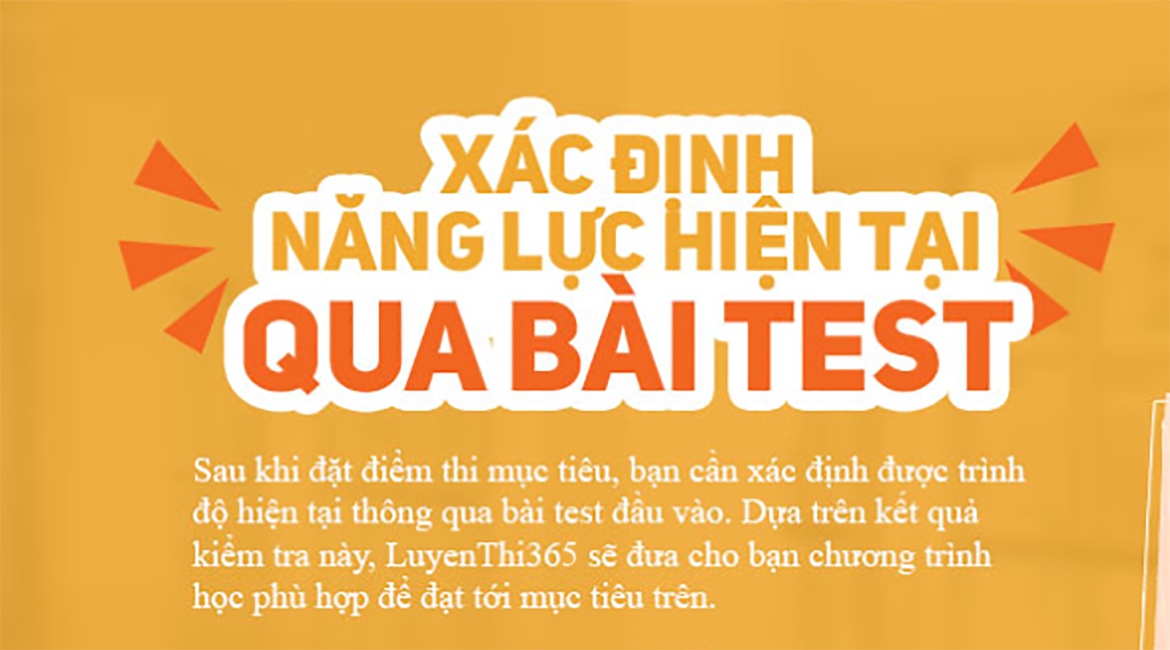 XÁC ĐỊNH
NĂNG LỰC HIỆN TẠI
QUA BÀI TEST
Sau khi đặt điểm thi mục tiêu, bạn cần xác định được trình
độ hiện tại thông qua bài test đầu vào. Dựa trên kết quả
kiểm tra này, LuyenThi365 sẽ đưa cho bạn chương trình
học phù hợp để đạt tới mục tiêu trên.